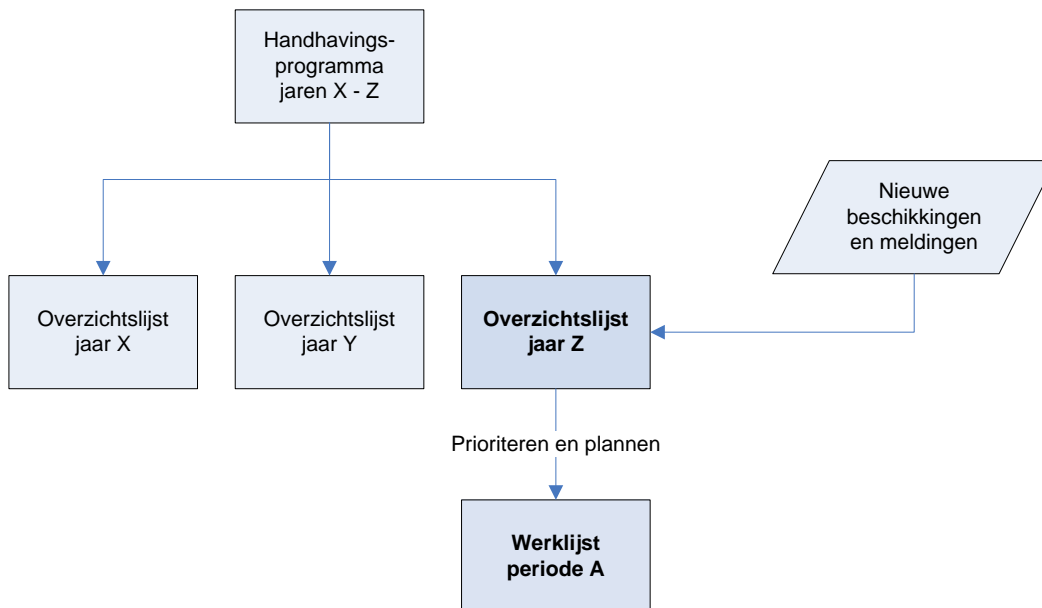 Handhavings-
programma
jaren X - Z
Nieuwe
beschikkingen
en meldingen
Overzichtslijst
jaar X
Overzichtslijst
jaar Y
Overzichtslijst
jaar Z
Prioriteren en plannen
Werklijst
periode A